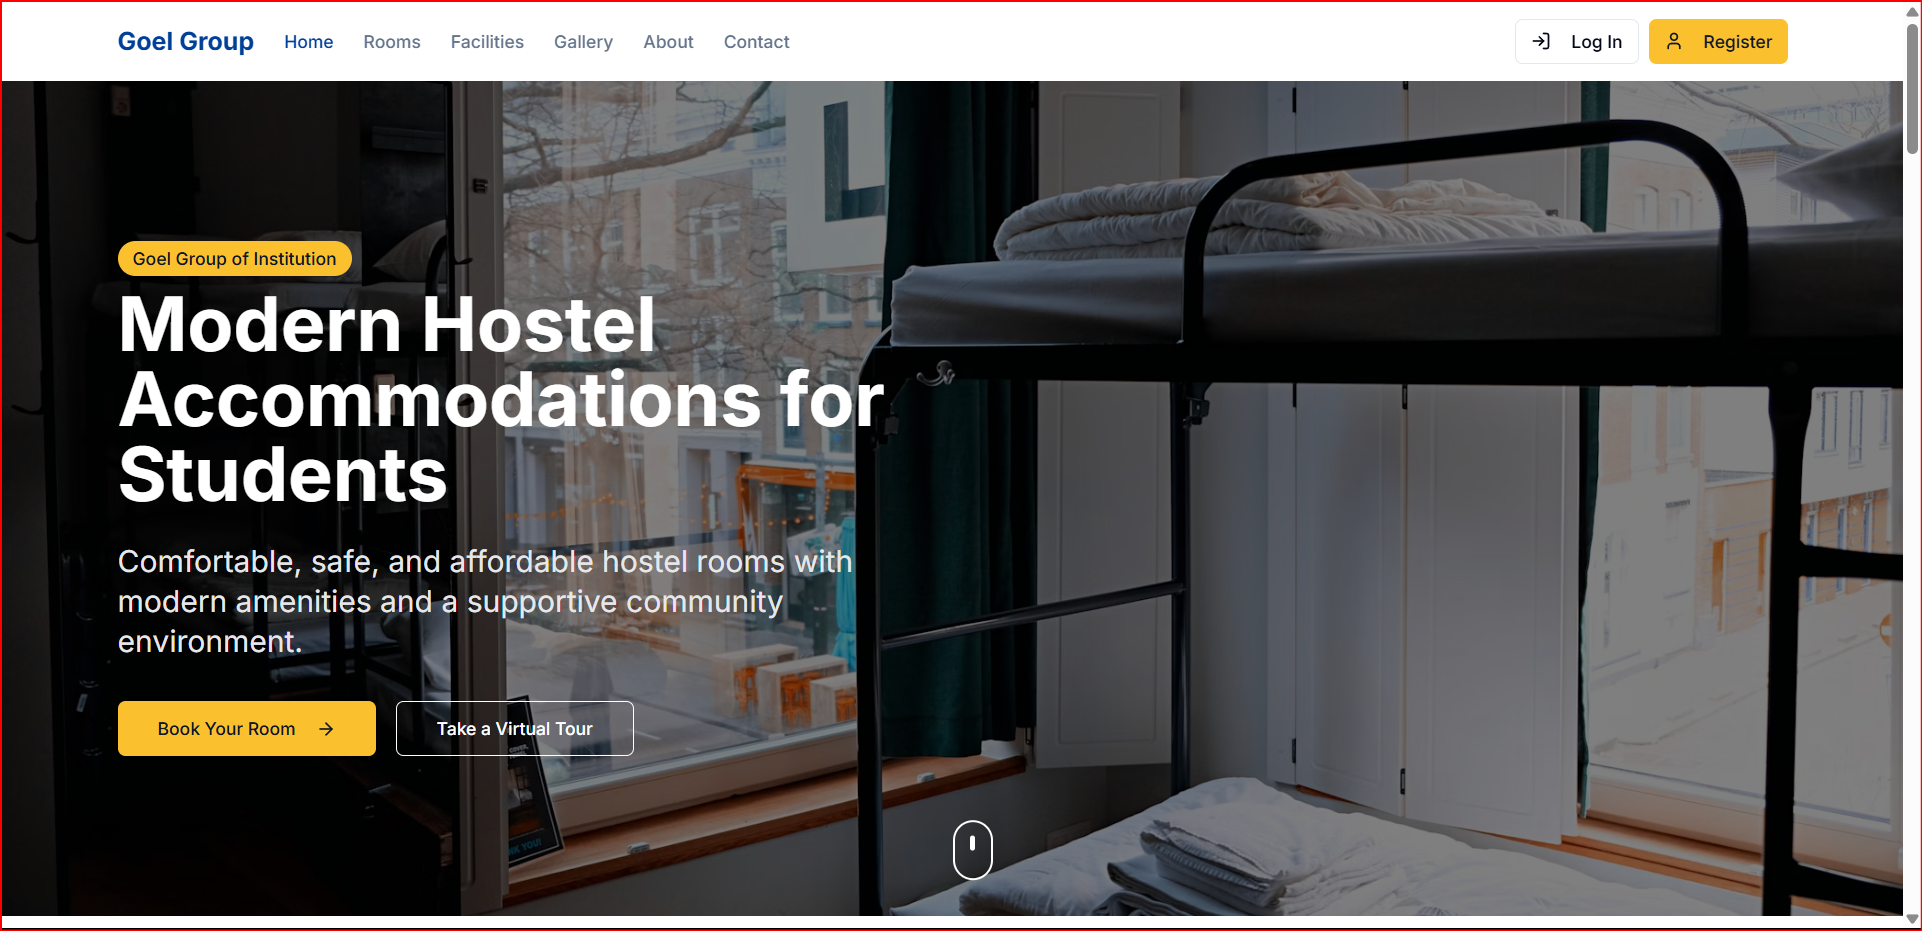 Goel Group Home Rooms Facilities Gallery About Contact Log In Register
Goel Group of Institution
Modern Hostel
Accommodations for
Students
Comfortable, safe, and affordable hostel rooms with
modern amenities and a supportive community
environment.
Book Your Room Take a Virtual Tour
YOU!